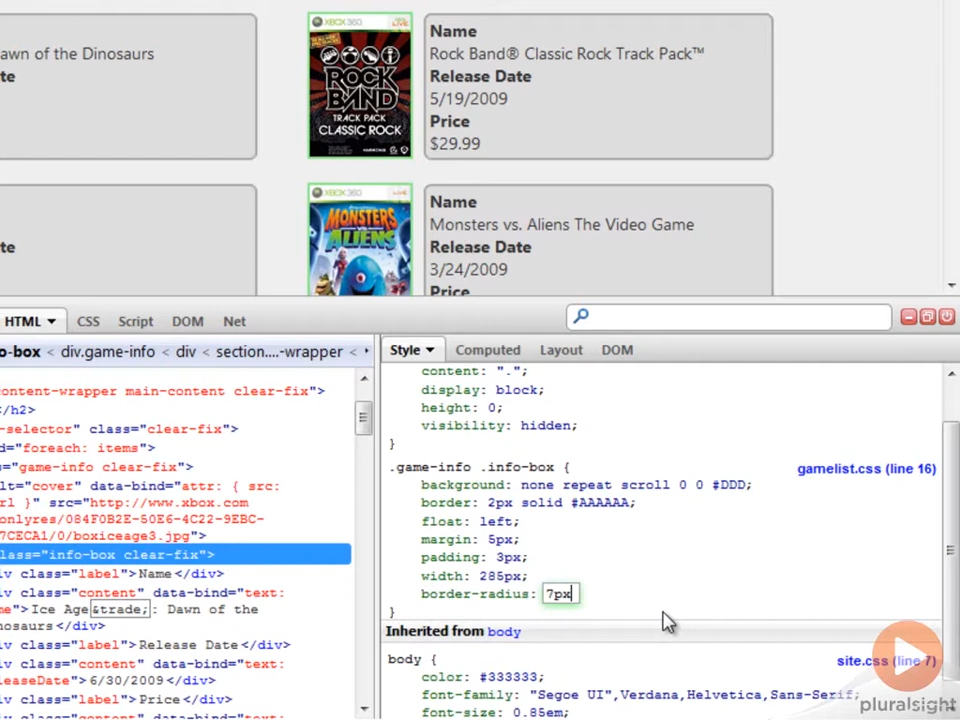 awn of the Dinosaurs
te
XBOX 360 LIVE
ROCK
BAND
TRACK PACK
CLASSIC ROCK
Name
Rock Band® Classic Rock Track Pack™
Release Date
5/19/2009
Price
$29.99
te
XBOX 360 LIVE
MONSTERS
vs.
ALIENS
Name
Monsters vs. Aliens The Video Game
Release Date
3/24/2009
Price
HTML CSS Script DOM Net
o-box < div.game-info < div < section....-wrapper <
ontent-wrapper main-content clear-fix">
</h2>
-selector" class="clear-fix">
d="foreach: items">
s="game-info clear-fix">
lt="cover" data-bind="attr: { src:
rl }" src="http://www.xbox.com
onlyres/084F0B2E-50E6-4C22-9EBC-
7CECA1/0/boxiceage3.jpg">
lass="info-box clear-fix">
iv class="label">Name</div>
iv class="content" data-bind="text:
me">Ice Age&trade;: Dawn of the
nosaurs</div>
iv class="label">Release Date</div>
iv class="content" data-bind="text:
leaseDate">6/30/2009</div>
iv class="label">Price</div>
Style Computed Layout DOM
content: ".";
display: block;
height: 0;
visibility: hidden;
}
.game-info .info-box { gamelist.css (line 16)
background: none repeat scroll 0 0 #DDD;
border: 2px solid #AAAAAA;
float: left;
margin: 5px;
padding: 3px;
width: 285px;
border-radius: 7px
}
Inherited from body
body { site.css (line 7)
color: #333333;
font-family: "Segoe UI",Verdana,Helvetica,Sans-Serif;
font-size: 0.85em;
pluralsight